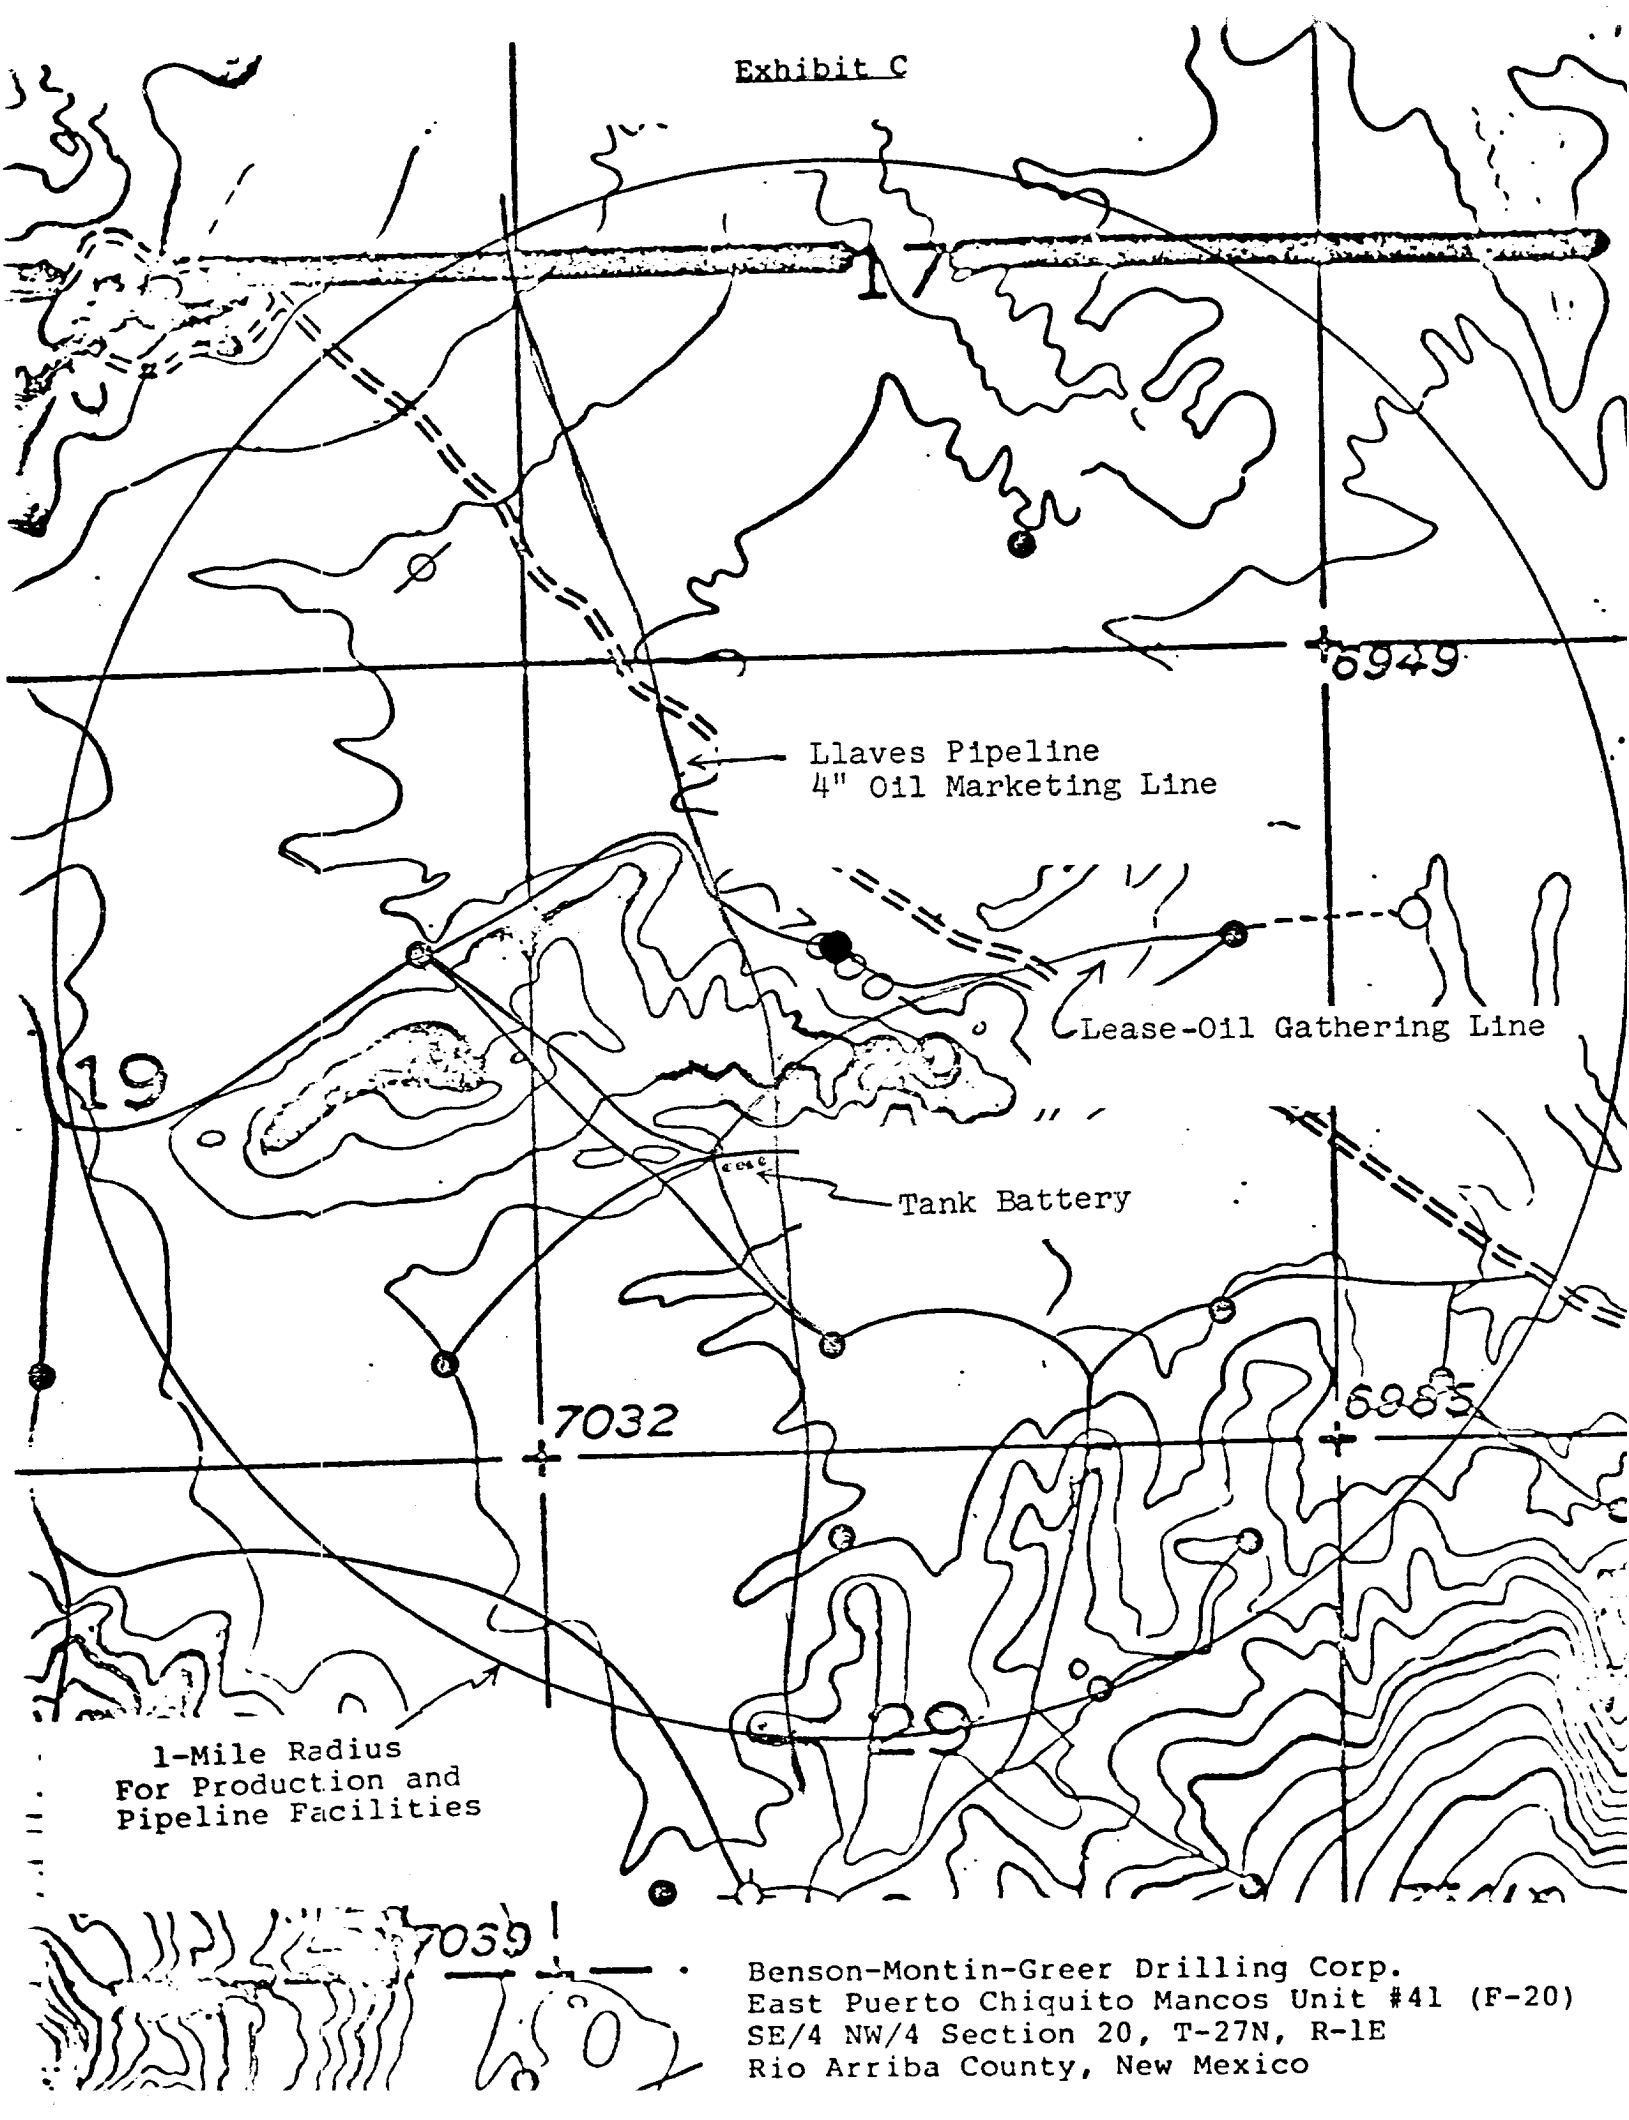 Exhibit C
17
6949
Llaves Pipeline
4" Oil Marketing Line
Lease-Oil Gathering Line
19
Tank Battery
7032
6985
29
1-Mile Radius
For Production and
Pipeline Facilities
7039
Benson-Montin-Greer Drilling Corp.
East Puerto Chiquito Mancos Unit #41 (F-20)
SE/4 NW/4 Section 20, T-27N, R-1E
Rio Arriba County, New Mexico